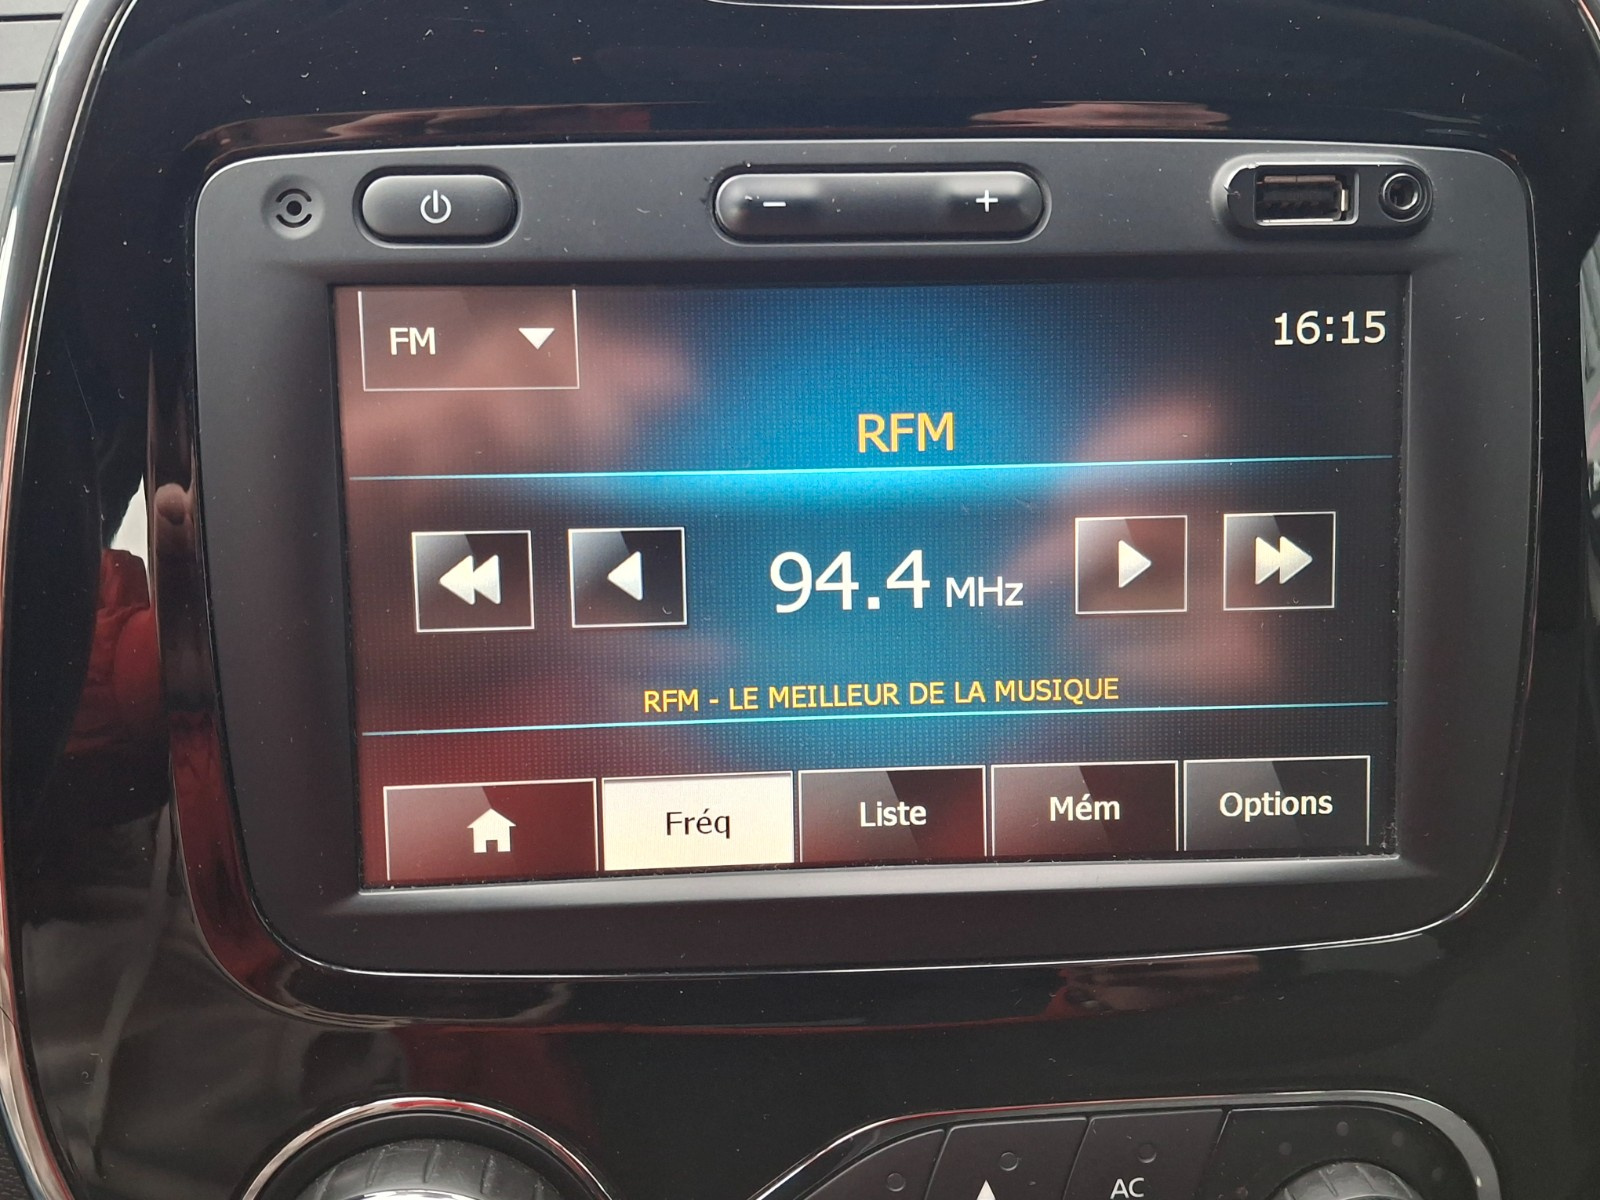 FM
16:15
RFM
94.4 MHz
RFM - LE MEILLEUR DE LA MUSIQUE
Fréq
Liste
Mém
Options
AC